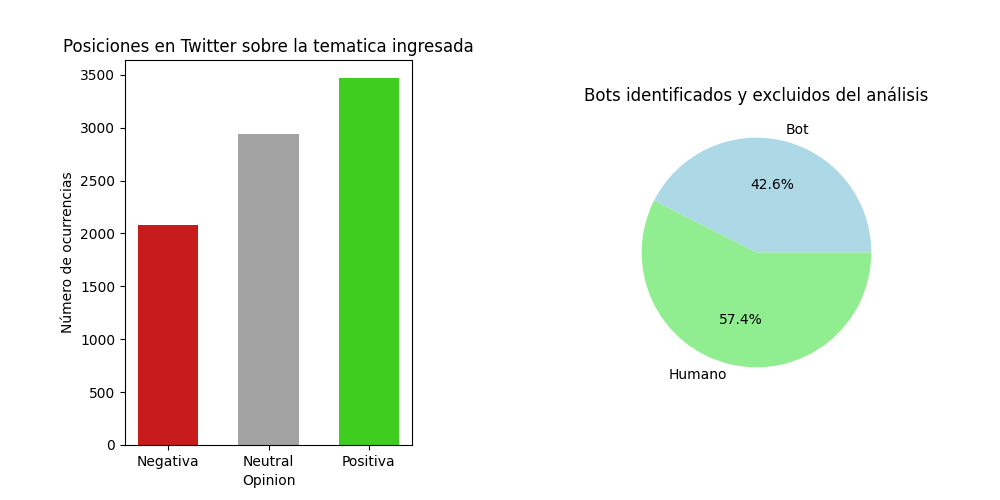 Posiciones en Twitter sobre la tematica ingresada
Número de ocurrencias
3500
3000
2500
2000
1500
1000
500
0
Negativa
Neutral
Positiva
Opinion
Bots identificados y excluidos del análisis
Bot
42.6%
57.4%
Humano